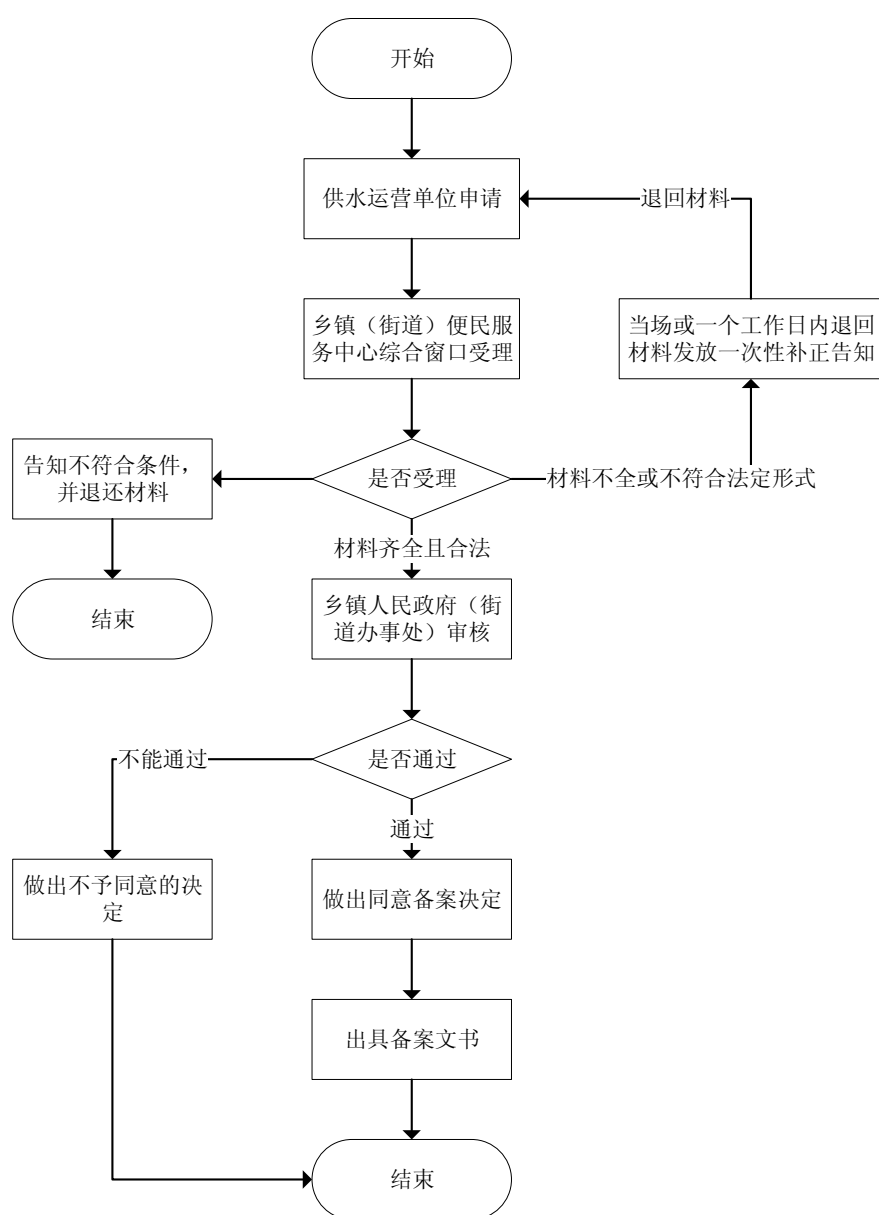 开始
供水运营单位申请
退回材料
乡镇（街道）便民服
务中心综合窗口受理
当场或一个工作日内退回
材料发放一次性补正告知
告知不符合条件，
并退还材料
是否受理
材料不全或不符合法定形式
材料齐全且合法
结束
乡镇人民政府（街
道办事处）审核
不能通过
是否通过
通过
做出不予同意的决
定
做出同意备案决定
出具备案文书
结束